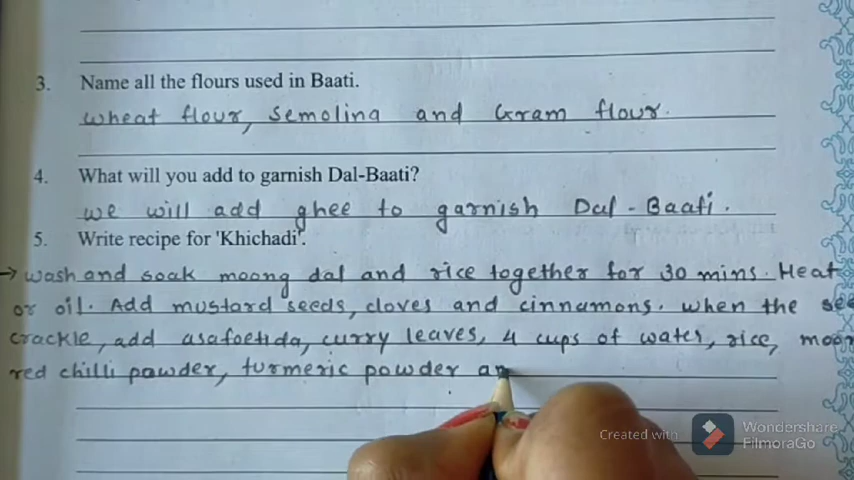 3. Name all the flours used in Baati.
Wheat flour, semolina and Gram flour.
4. What will you add to garnish Dal-Baati?
We will add ghee to garnish Dal - Baati.
5. Write recipe for 'Khichadi'.
→ wash and soak moong dal and rice together for 30 mins. Heat
or oil. Add mustard seeds, cloves and cinnamons. when the see
crackle, add asafoetida, curry leaves, 4 cups of water, rice, moon
red chilli powder, turmeric powder an
Created with Wondershare
FilmoraGo